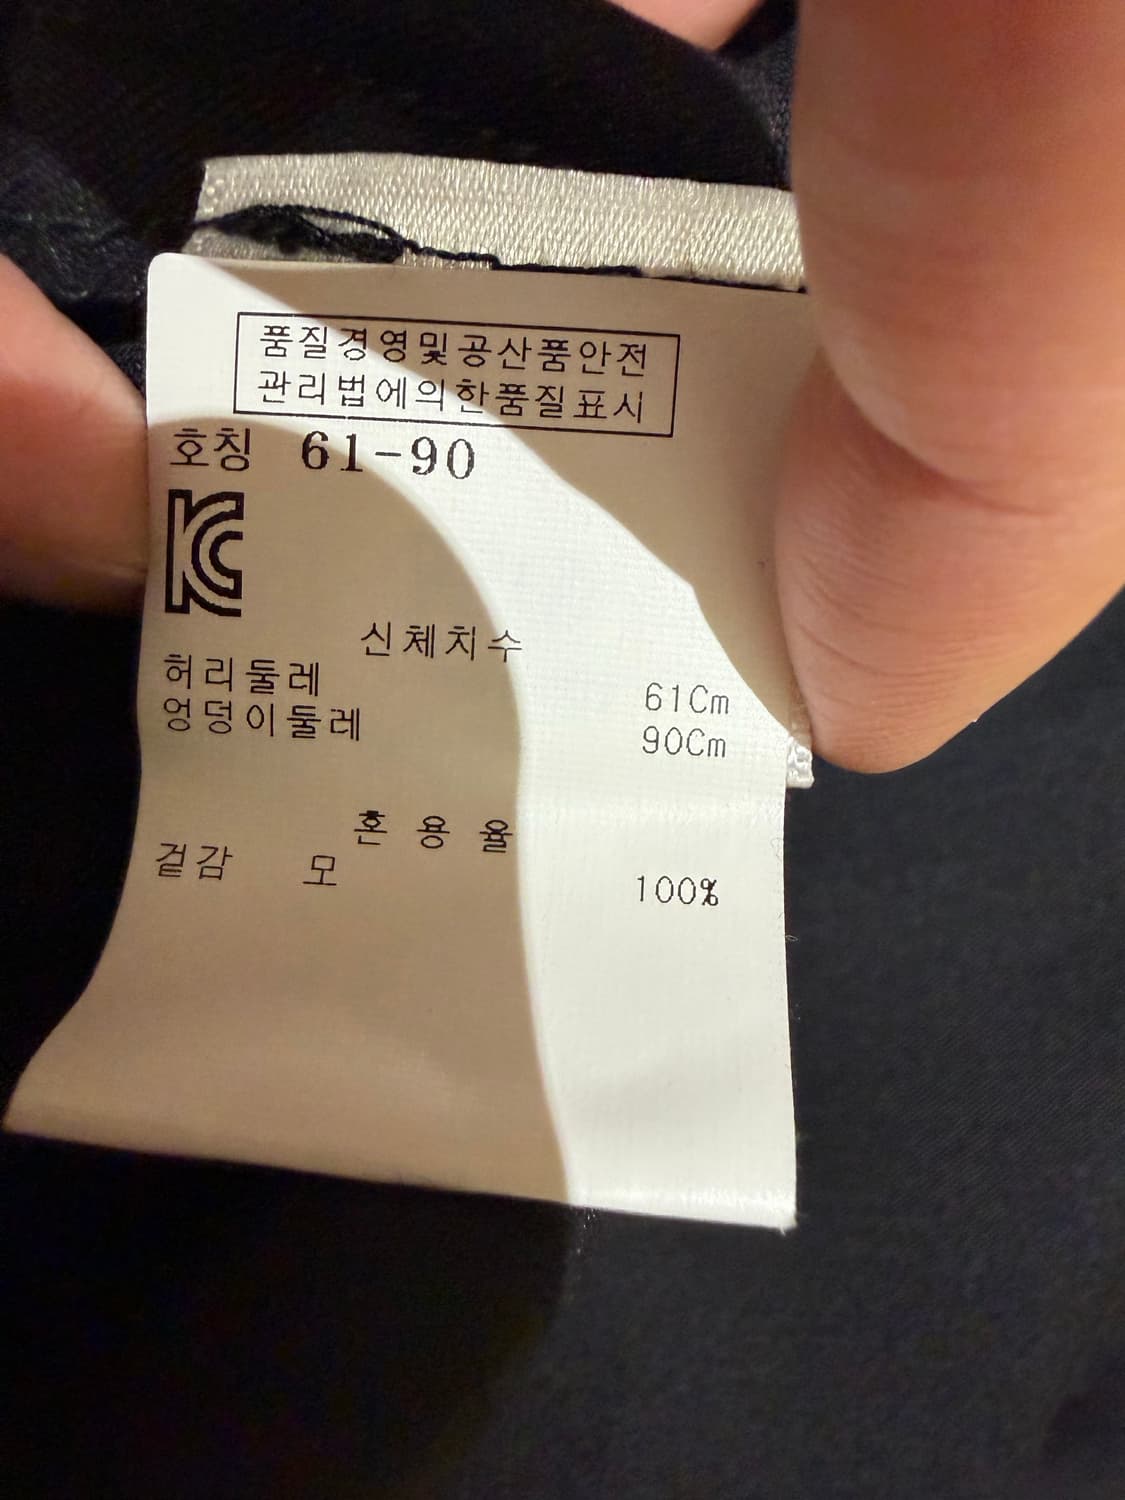 품질경영및공산품안전
관리법에의한품질표시
호칭 61-90
KC
신체치수
허리둘레 61Cm
엉덩이둘레 90Cm
혼 용 율
겉감 모 100%